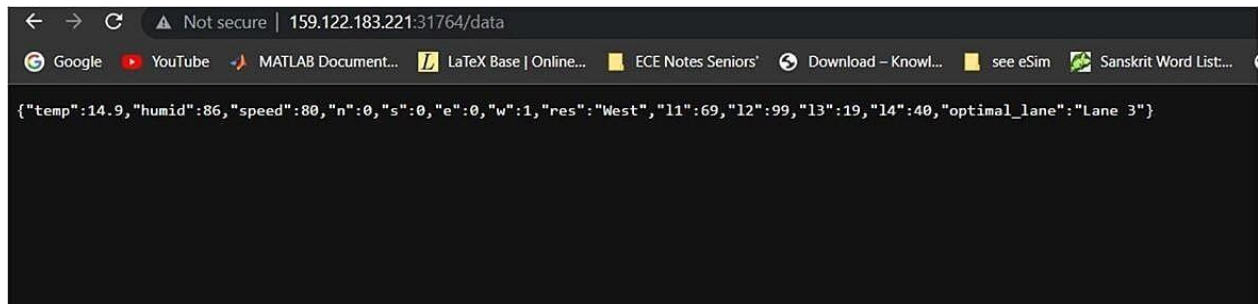 Not secure | 159.122.183.221:31764/data
Google YouTube MATLAB Document... LaTeX Base | Online... ECE Notes Seniors' Download – Knowl... see eSim Sanskrit Word List:...
{"temp":14.9,"humid":86,"speed":80,"n":0,"s":0,"e":0,"w":1,"res":"West","l1":69,"l2":99,"l3":19,"l4":40,"optimal_lane":"Lane 3"}